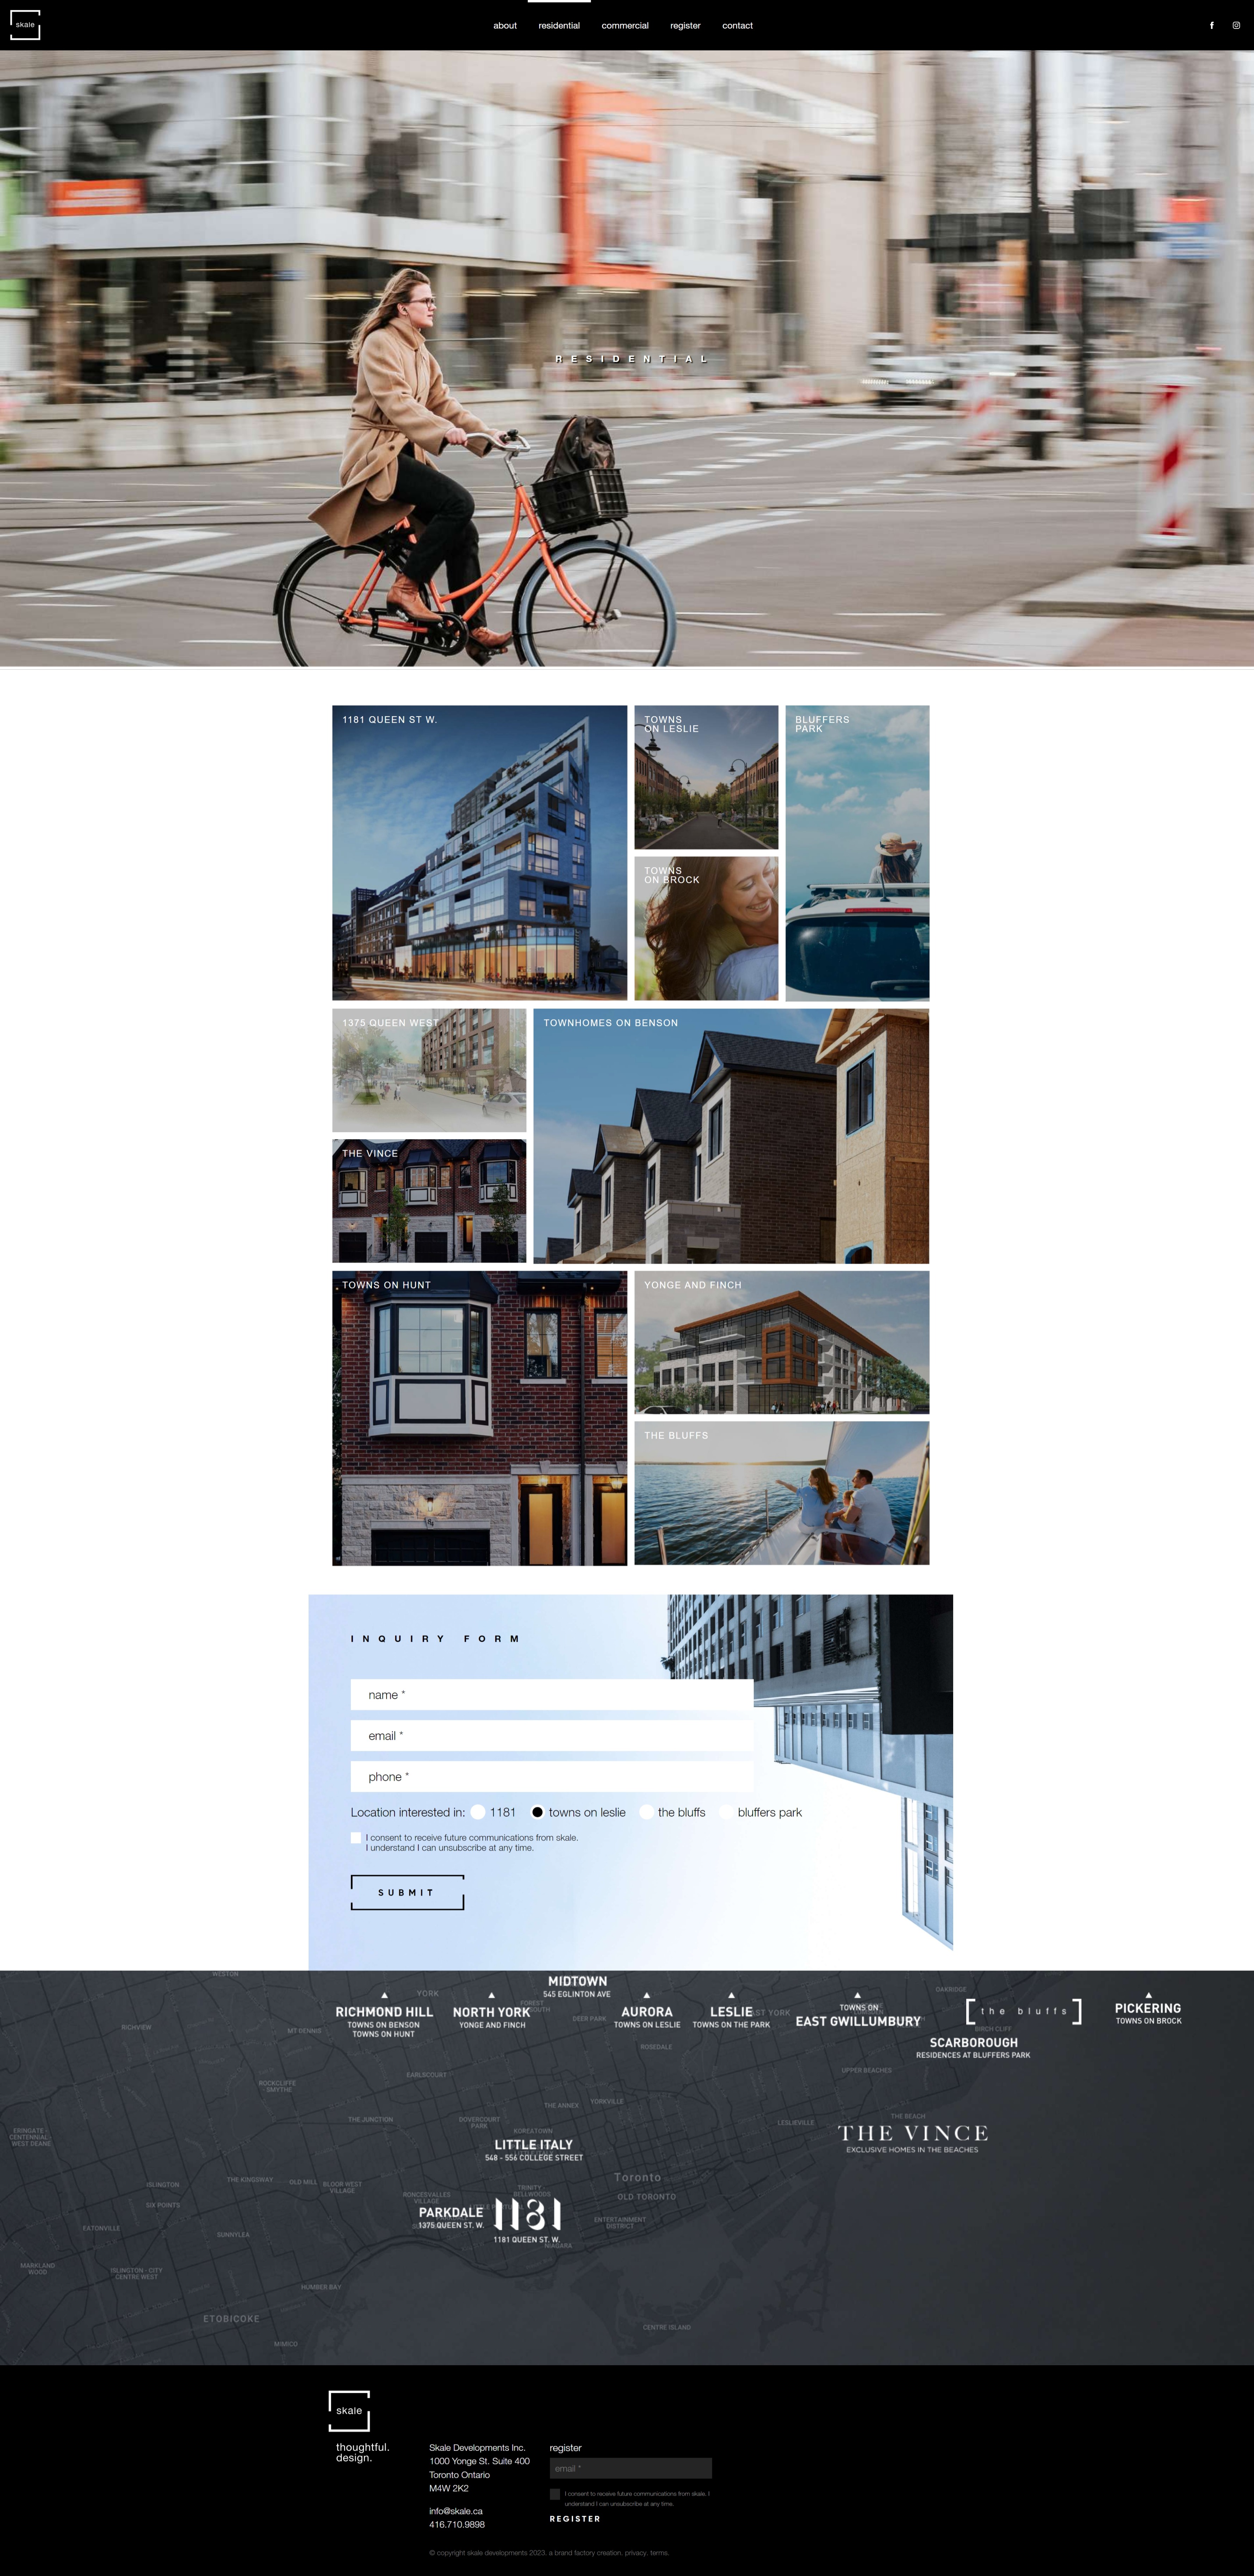 skale
about residential commercial register contact
RESIDENTIAL
1181 QUEEN ST W.
TOWNS
ON LESLIE
BLUFFERS
PARK
TOWNS
ON BROCK
1375 QUEEN WEST
TOWNHOMES ON BENSON
THE VINCE
TOWNS ON HUNT
YONGE AND FINCH
THE BLUFFS
INQUIRY FORM
name *
email *
phone *
Location interested in: 1181 towns on leslie the bluffs bluffers park
I consent to receive future communications from skale.
I understand I can unsubscribe at any time.
SUBMIT
WESTON
MIDTOWN
545 EGLINTON AVE
OAKRIDGE
YORK
RICHMOND HILL
TOWNS ON BENSON
TOWNS ON HUNT
NORTH YORK
YONGE AND FINCH
FOREST
DEER PARK
AURORA
TOWNS ON LESLIE
LESLIE
TOWNS ON THE PARK
YORK
TOWNS ON
EAST GWILLUMBURY
[the bluffs]
PICKERING
TOWNS ON BROCK
RICHVIEW
MT DENNIS
BIRCH CLIFF
SCARBOROUGH
RESIDENCES AT BLUFFERS PARK
ROSEDALE
UPPER BEACHES
EARLSCOURT
ROCKCLIFFE
SMYTHE
THE ANNEX
YORKVILLE
THE JUNCTION
DOVERCOURT
PARK
LESLIEVILLE
THE BEACH
THE VINCE
EXCLUSIVE HOMES IN THE BEACHES
ERINGATE -
CENTENNIAL -
WEST DEANE
KOREATOWN
LITTLE ITALY
548 - 556 COLLEGE STREET
Toronto
OLD TORONTO
THE KINGSWAY
OLD MILL
BLOOR WEST
VILLAGE
ISLINGTON
SIX POINTS
RONCESVALLES
VILLAGE
TRINITY -
BELLWOODS
PARKDALE
1375 QUEEN ST. W.
1181
1181 QUEEN ST. W.
NIAGARA
ENTERTAINMENT
DISTRICT
EATONVILLE
SUNNYLEA
MARKLAND
WOOD
ISLINGTON - CITY
CENTRE WEST
HUMBER BAY
ETOBICOKE
CENTRE ISLAND
MIMICO
skale
thoughtful.
design.
Skale Developments Inc.
1000 Yonge St. Suite 400
Toronto Ontario
M4W 2K2
info@skale.ca
416.710.9898
register
email *
I consent to receive future communications from skale. I
understand I can unsubscribe at any time.
REGISTER
© copyright skale developments 2023. a brand factory creation. privacy. terms.